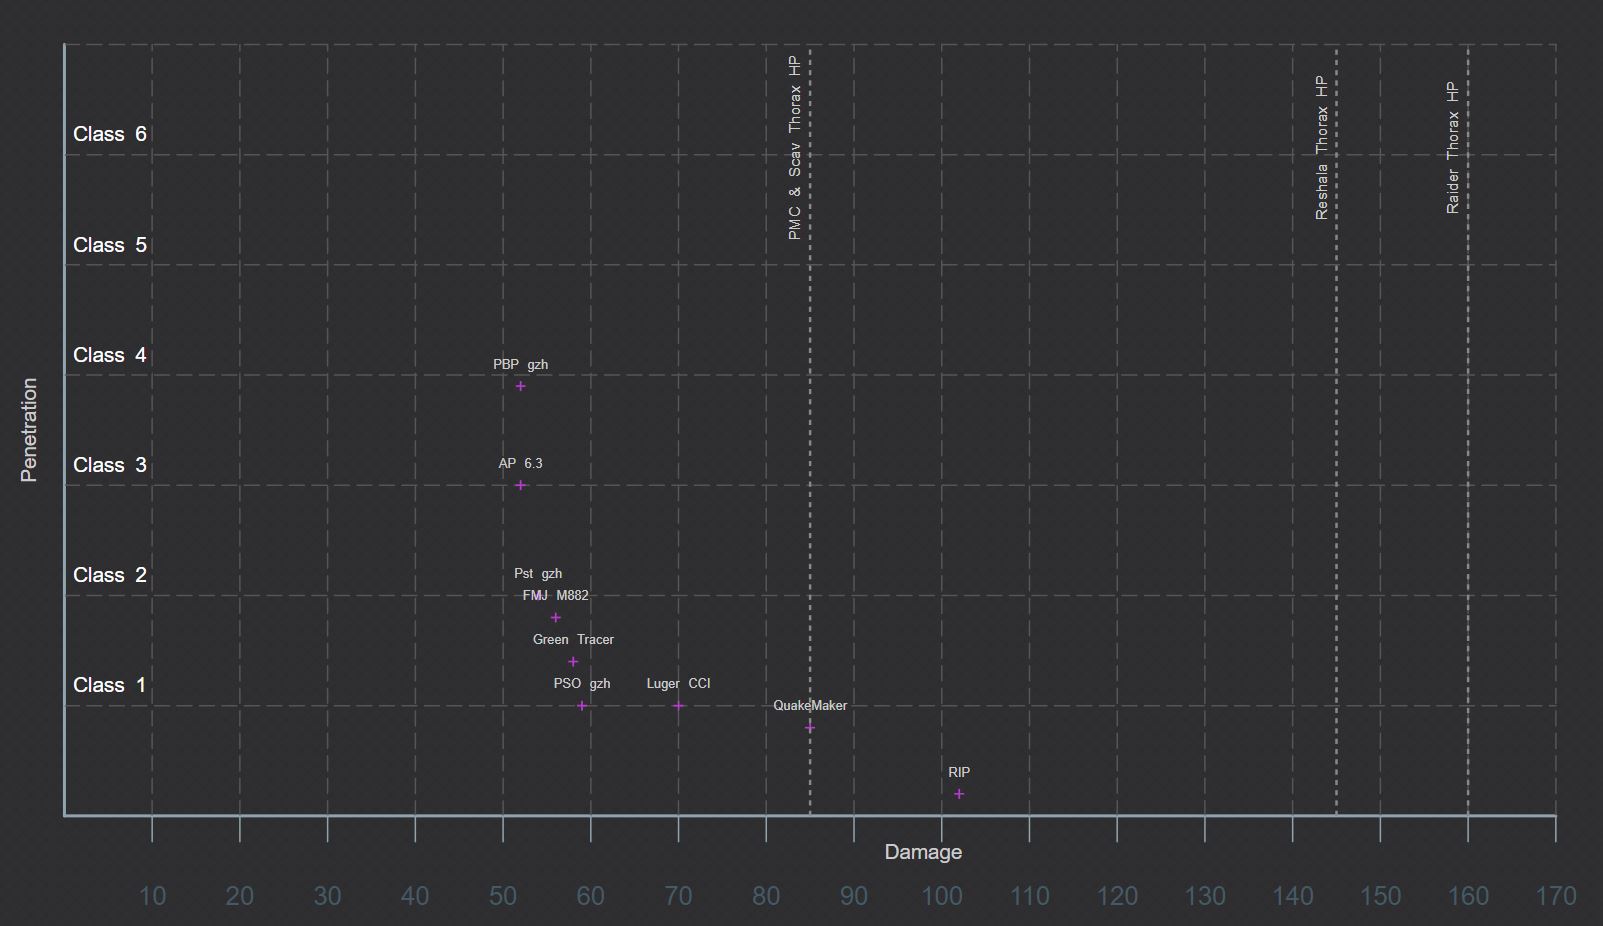 PMC & Scav Thorax HP
Reshala Thorax HP
Raider Thorax HP
Class 6
Class 5
Class 4
PBP gzh
Class 3
AP 6.3
Class 2
Pst gzh
FMJ M882
Green Tracer
Class 1
PSO gzh
Luger CCI
QuakeMaker
RIP
Penetration
Damage
10 20 30 40 50 60 70 80 90 100 110 120 130 140 150 160 170